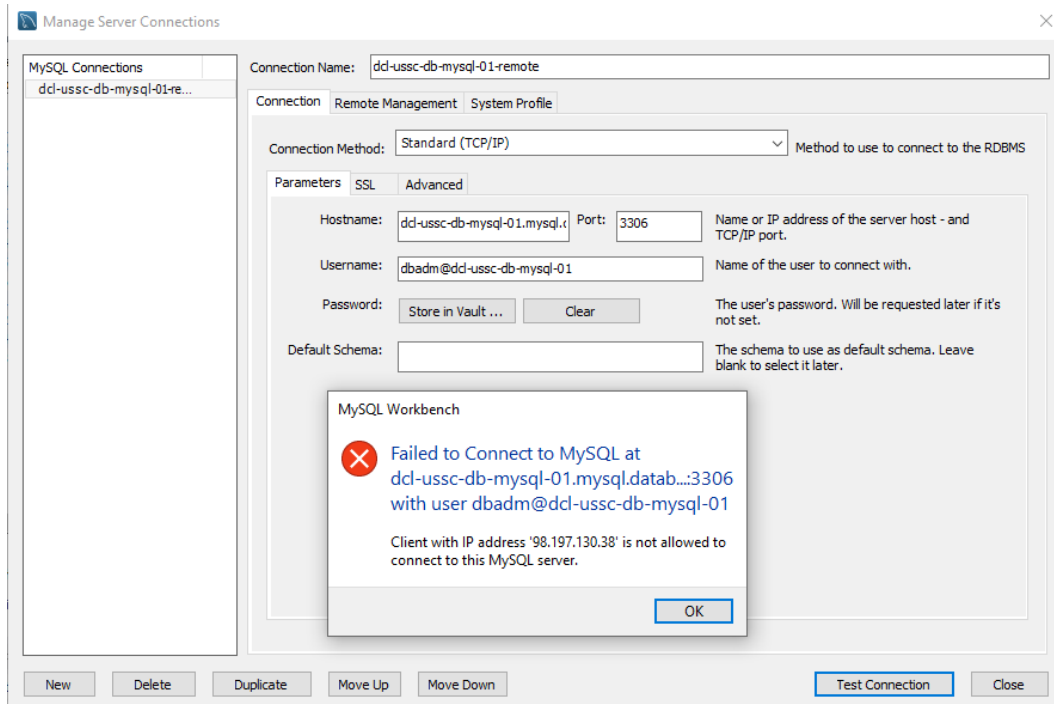 Manage Server Connections
MySQL Connections
dcl-ussc-db-mysql-01-re...
Connection Name: dcl-ussc-db-mysql-01-remote
Connection Remote Management System Profile
Connection Method: Standard (TCP/IP) Method to use to connect to the RDBMS
Parameters SSL Advanced
Hostname: dcl-ussc-db-mysql-01.mysql.c Port: 3306 Name or IP address of the server host - and
TCP/IP port.
Username: dbadm@dcl-ussc-db-mysql-01 Name of the user to connect with.
Password: Store in Vault ... Clear The user's password. Will be requested later if it's
not set.
Default Schema: The schema to use as default schema. Leave
blank to select it later.
MySQL Workbench
Failed to Connect to MySQL at
dcl-ussc-db-mysql-01.mysql.datab...:3306
with user dbadm@dcl-ussc-db-mysql-01
Client with IP address '98.197.130.38' is not allowed to
connect to this MySQL server.
OK
New Delete Duplicate Move Up Move Down Test Connection Close